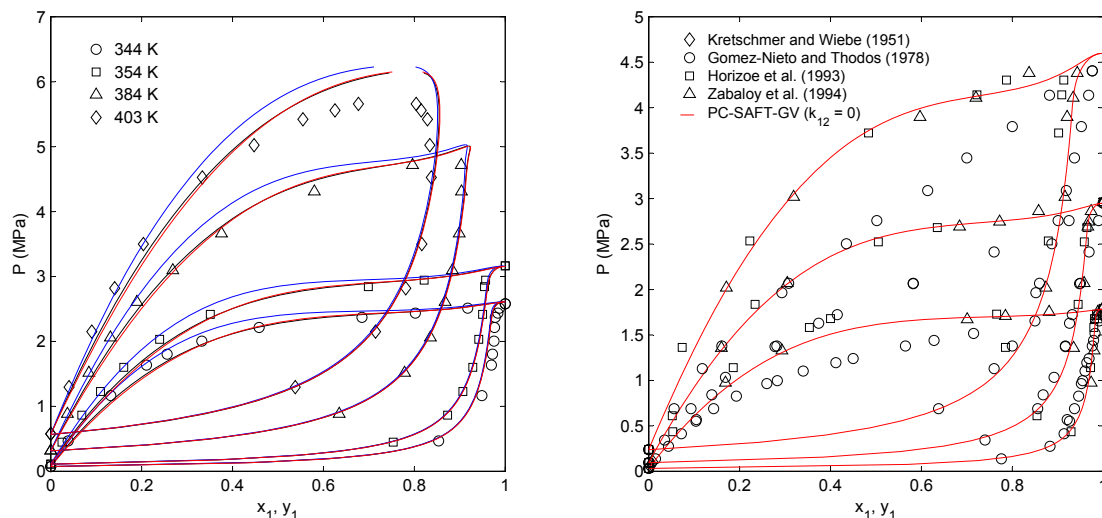 7
6
5
4
3
2
1
0
P (MPa)
344 K
354 K
384 K
403 K
0 0.2 0.4 0.6 0.8 1
x1, y1
5
4.5
4
3.5
3
2.5
2
1.5
1
0.5
0
P (MPa)
Kretschmer and Wiebe (1951)
Gomez-Nieto and Thodos (1978)
Horizoe et al. (1993)
Zabaloy et al. (1994)
PC-SAFT-GV (k12 = 0)
0 0.2 0.4 0.6 0.8 1
x1, y1